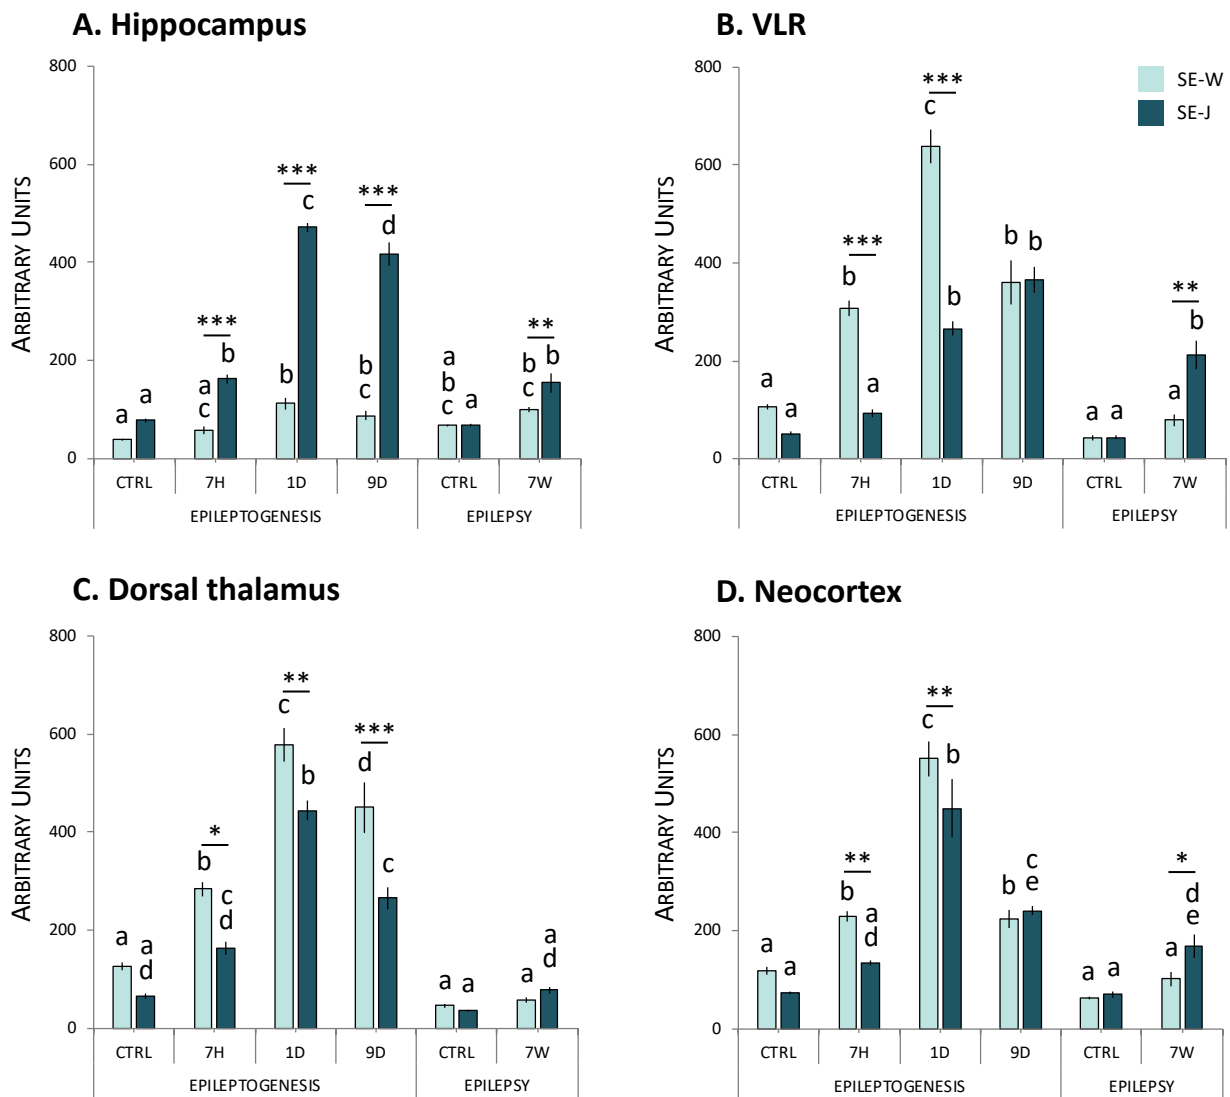 A. Hippocampus
800
600
400
200
0
ARBITRARY UNITS
a
a
a
c
***
b
b
***
c
b
c
***
d
a
b
c
a
b
c
**
b
CTRL
7H
1D
9D
CTRL
7W
EPILEPTOGENESIS
EPILEPSY
B. VLR
SE-W
SE-J
800
600
400
200
0
ARBITRARY UNITS
a
a
***
b
a
***
c
b
b
b
a
a
**
a
b
CTRL
7H
1D
9D
CTRL
7W
EPILEPTOGENESIS
EPILEPSY
C. Dorsal thalamus
800
600
400
200
0
ARBITRARY UNITS
a
a
d
*
b
c
d
**
c
b
***
d
c
a
a
a
a
d
CTRL
7H
1D
9D
CTRL
7W
EPILEPTOGENESIS
EPILEPSY
D. Neocortex
800
600
400
200
0
ARBITRARY UNITS
a
a
**
b
a
d
**
c
b
b
c
e
a
a
*
a
d
e
CTRL
7H
1D
9D
CTRL
7W
EPILEPTOGENESIS
EPILEPSY